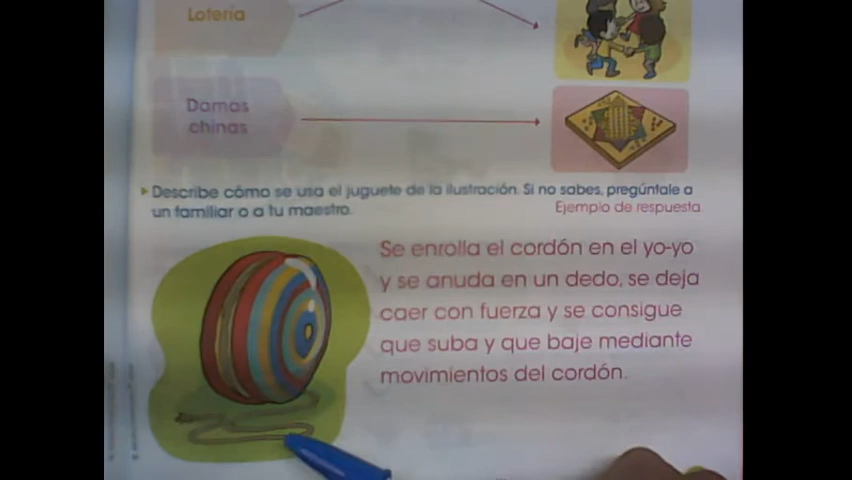 Lotería
Damas
chinas
Describe cómo se usa el juguete de la ilustración. Si no sabes, pregúntale a
un familiar o a tu maestro.
Ejemplo de respuesta.
Se enrolla el cordón en el yo-yo
y se anuda en un dedo, se deja
caer con fuerza y se consigue
que suba y que baje mediante
movimientos del cordón.